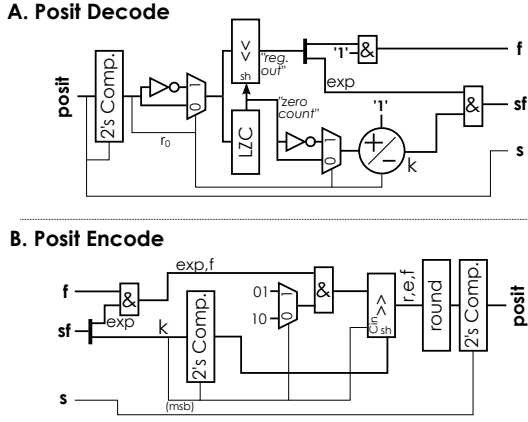 A. Posit Decode
posit
2's Comp.
r0
1
0
<<
sh
LZC
"reg.
out"
"zero
count"
'1'
&
f
exp
1
0
'1'
+
-
k
&
sf
s
B. Posit Encode
f
sf
exp
&
exp,f
k
2's Comp.
(msb)
01
10
1
0
&
>>
Cin
sh
r,e,f
round
2's Comp.
posit
s